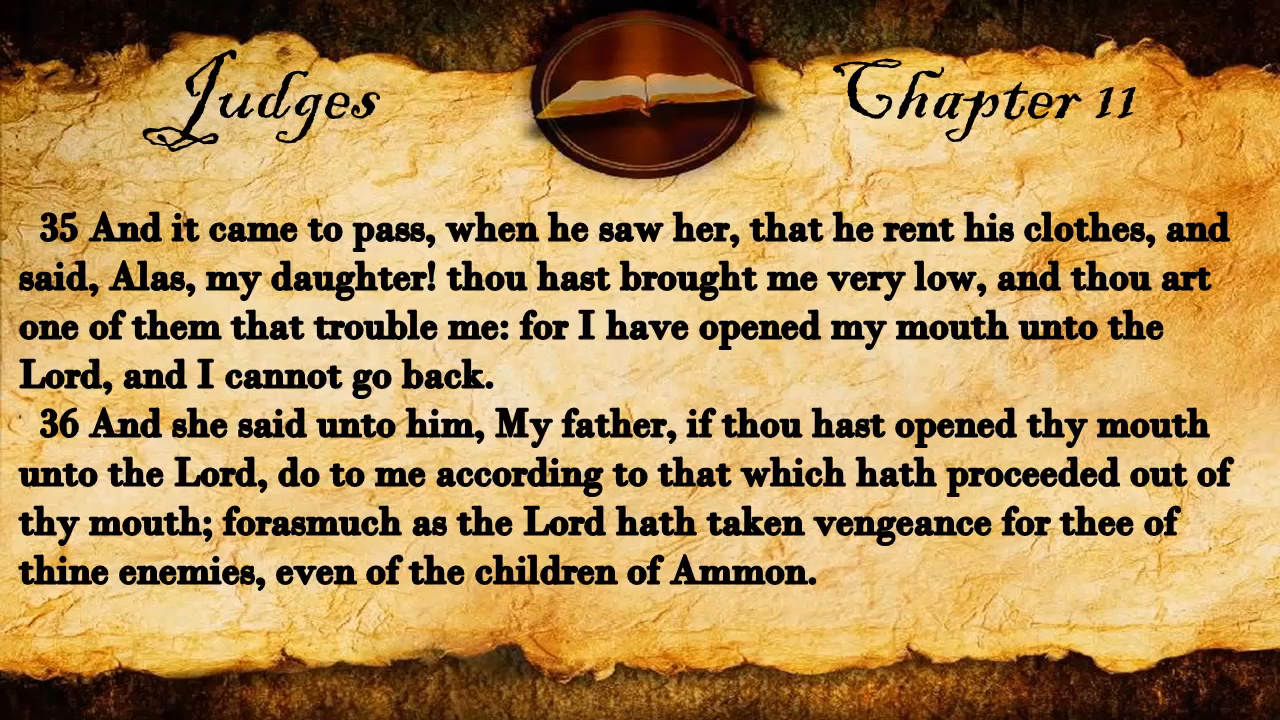 Judges
Chapter 11
35 And it came to pass, when he saw her, that he rent his clothes, and
said, Alas, my daughter! thou hast brought me very low, and thou art
one of them that trouble me: for I have opened my mouth unto the
Lord, and I cannot go back.
36 And she said unto him, My father, if thou hast opened thy mouth
unto the Lord, do to me according to that which hath proceeded out of
thy mouth; forasmuch as the Lord hath taken vengeance for thee of
thine enemies, even of the children of Ammon.